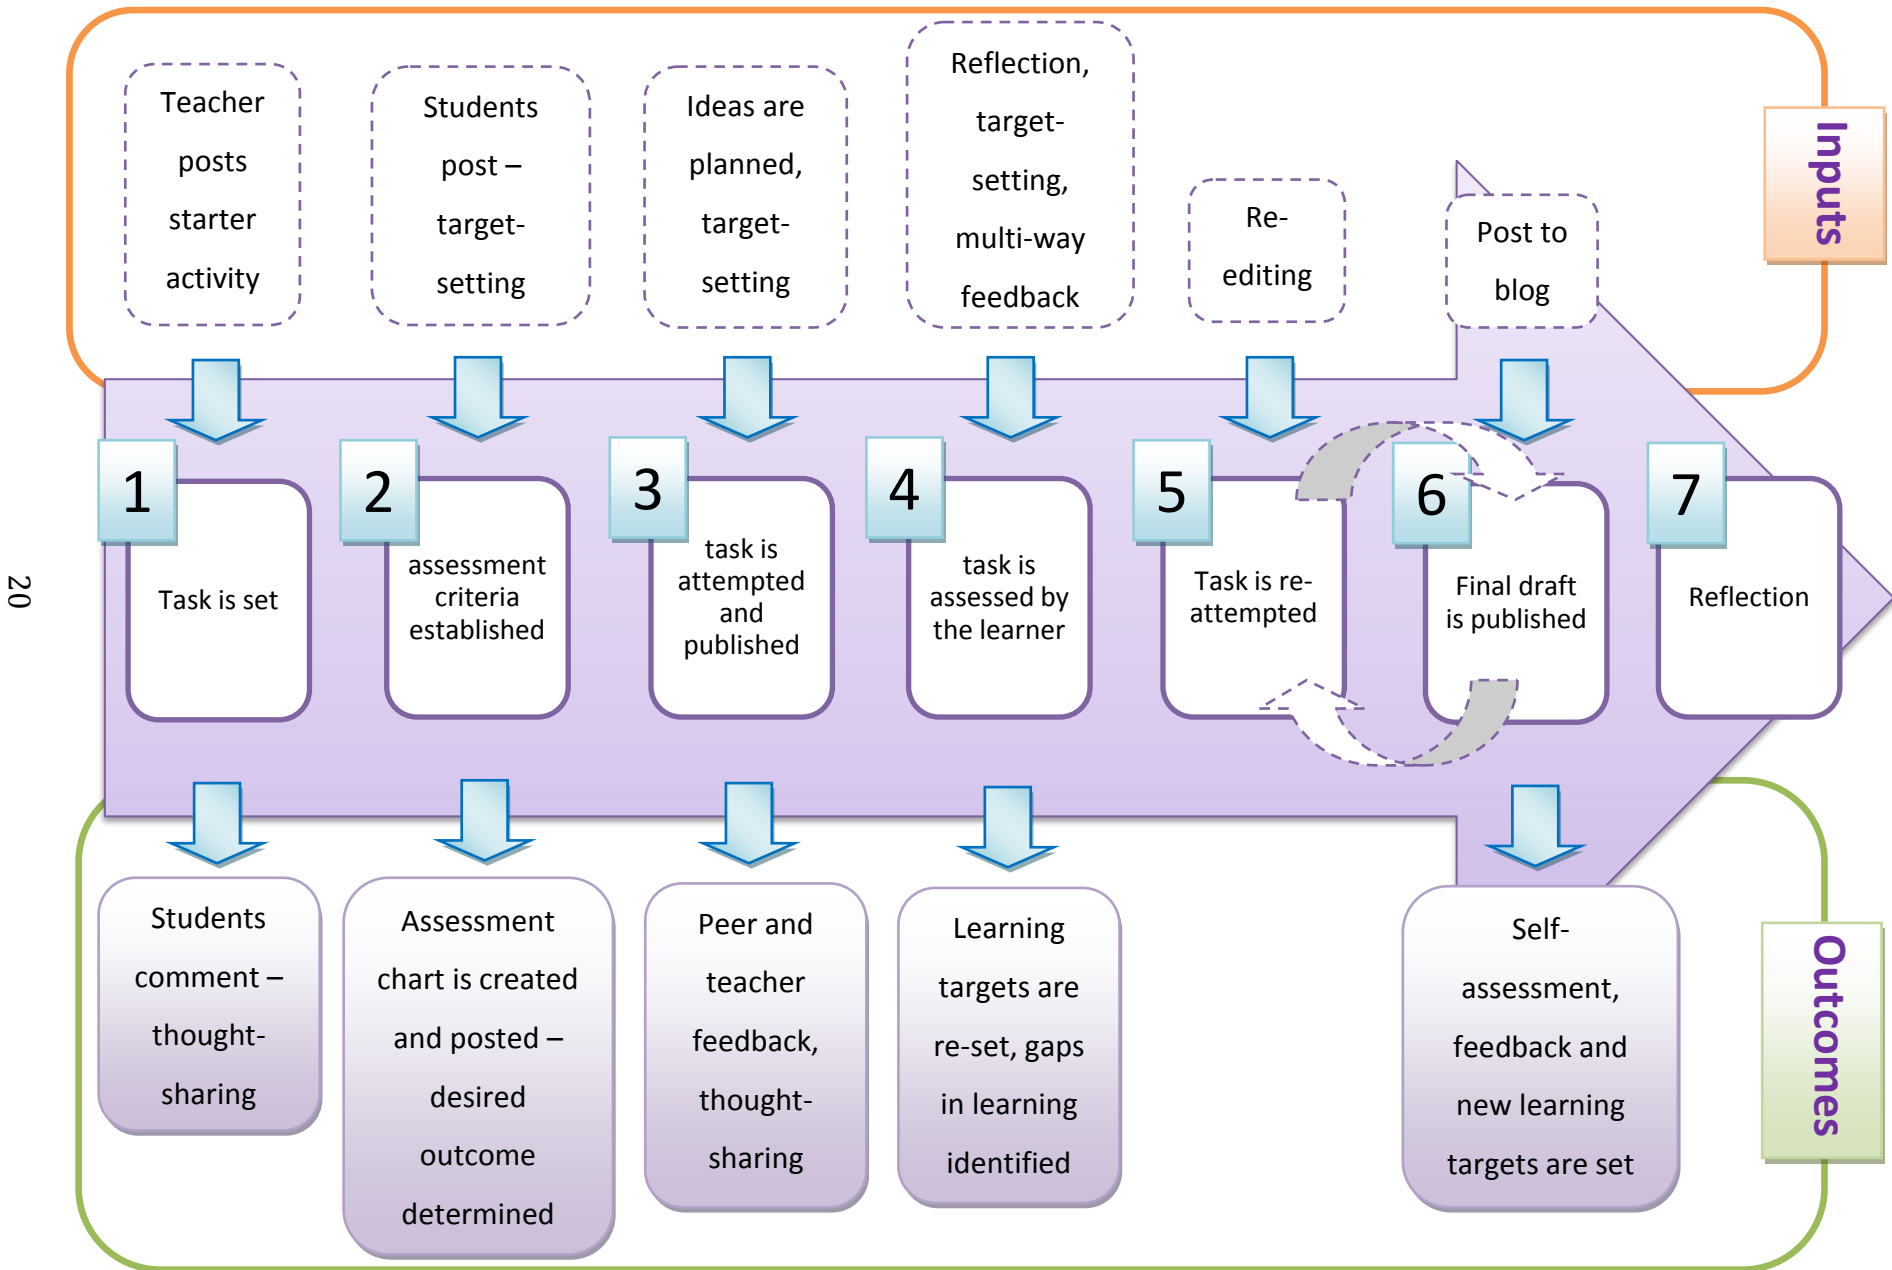 Teacher
posts
starter
activity
Students
post –
target-
setting
Ideas are
planned,
target-
setting
Reflection,
target-
setting,
multi-way
feedback
Re-
editing
Post to
blog
Inputs
1
Task is set
2
assessment
criteria
established
3
task is
attempted
and
published
4
task is
assessed by
the learner
5
Task is re-
attempted
6
Final draft
is published
7
Reflection
20
Students
comment –
thought-
sharing
Assessment
chart is created
and posted –
desired
outcome
determined
Peer and
teacher
feedback,
thought-
sharing
Learning
targets are
re-set, gaps
in learning
identified
Self-
assessment,
feedback and
new learning
targets are set
Outcomes